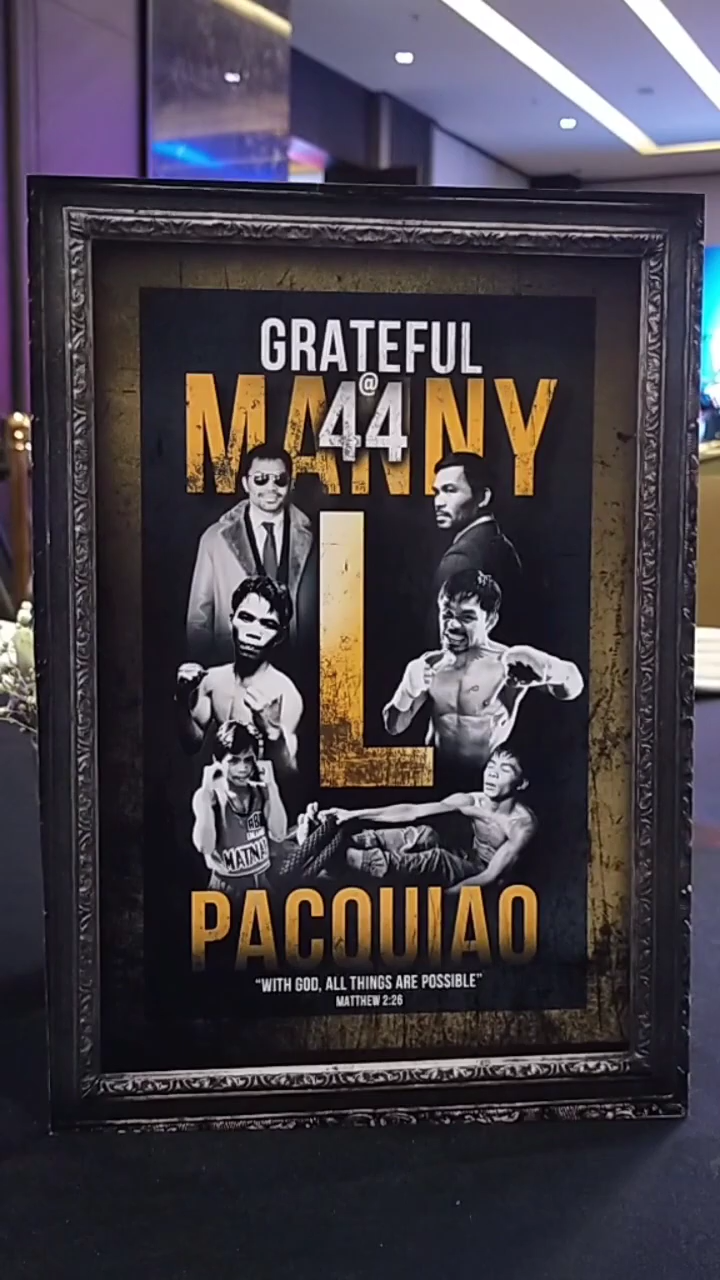 GRATEFUL
@
44
MANNY
L
PACQUIAO
“WITH GOD, ALL THINGS ARE POSSIBLE”
MATTHEW 2:26